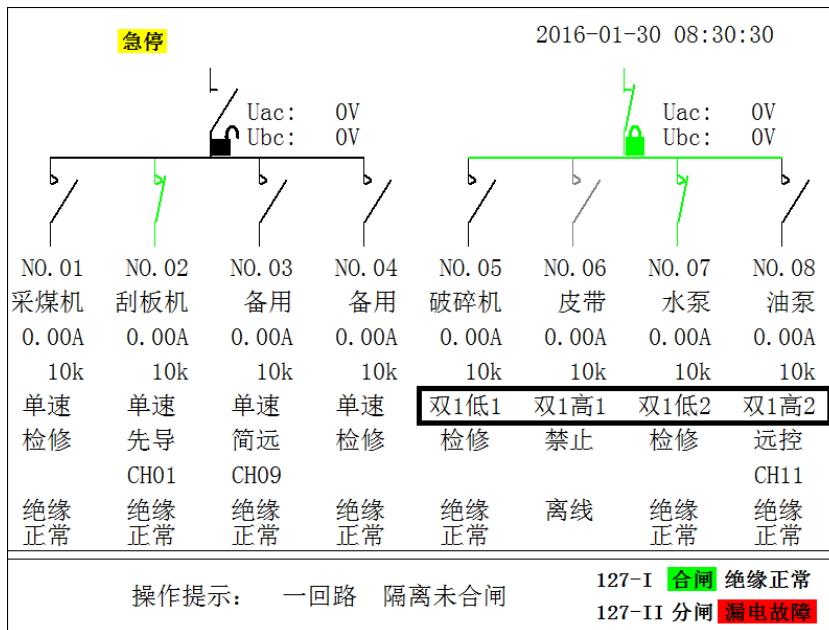 急停 2016-01-30 08:30:30
Uac: 0V Uac: 0V
Ubc: 0V Ubc: 0V
NO.01 NO.02 NO.03 NO.04 NO.05 NO.06 NO.07 NO.08
采煤机 刮板机 备用 备用 破碎机 皮带 水泵 油泵
0.00A 0.00A 0.00A 0.00A 0.00A 0.00A 0.00A 0.00A
10k 10k 10k 10k 10k 10k 10k 10k
单速 单速 单速 单速 双1低1 双1高1 双1低2 双1高2
检修 先导 简远 检修 检修 禁止 检修 远控
CH01 CH09 CH11
绝缘 绝缘 绝缘 绝缘 绝缘 离线 绝缘 绝缘
正常 正常 正常 正常 正常 正常 正常
操作提示: 一回路 隔离未合闸
127-I 合闸 绝缘正常
127-II 分闸 漏电故障